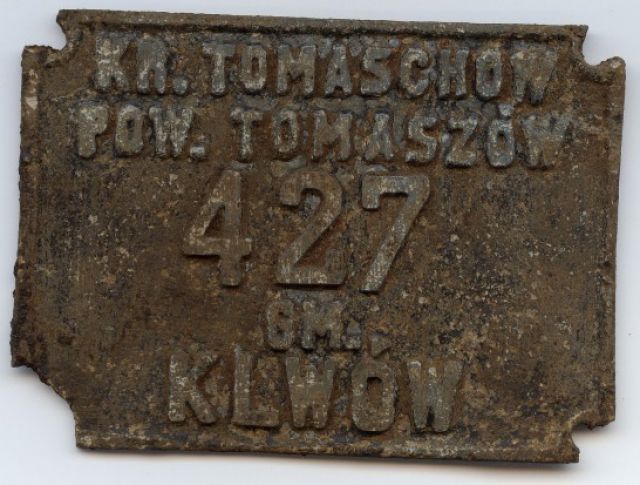 KR. TOMASCHOW
POW. TOMASZÓW
427
GM.
KLWÓW